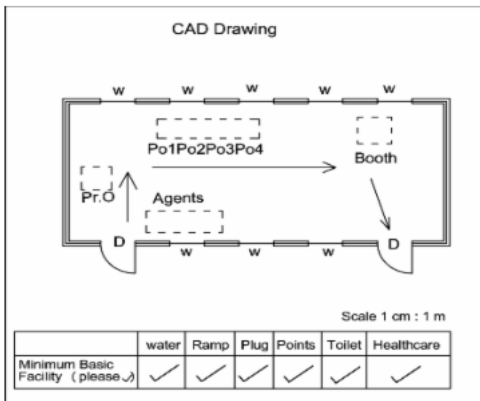 CAD Drawing
w w w w w
Po1Po2Po3Po4
Booth
Pr.O
Agents
D D
w w w
Scale 1 cm : 1 m
water Ramp Plug Points Toilet Healthcare
Minimum Basic
Facility ( please ✓) ✓ ✓ ✓ ✓ ✓ ✓